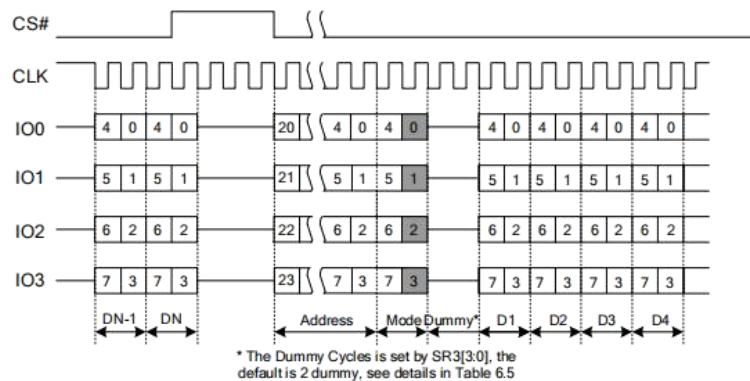 CS#
CLK
IO0 4 0 4 0 20 4 0 4 0 4 0 4 0 4 0 4 0
IO1 5 1 5 1 21 5 1 5 1 5 1 5 1 5 1 5 1
IO2 6 2 6 2 22 6 2 6 2 6 2 6 2 6 2 6 2
IO3 7 3 7 3 23 7 3 7 3 7 3 7 3 7 3 7 3
DN-1 DN Address Mode Dummy* D1 D2 D3 D4
* The Dummy Cycles is set by SR3[3:0], the
default is 2 dummy, see details in Table 6.5